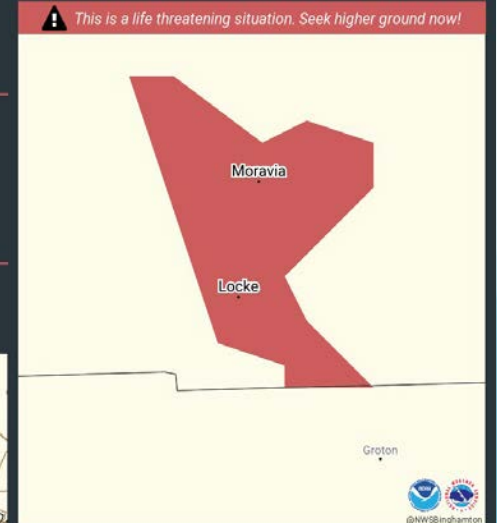 This is a life threatening situation. Seek higher ground now!
Moravia
Locke
Groton
@NWSBinghamton